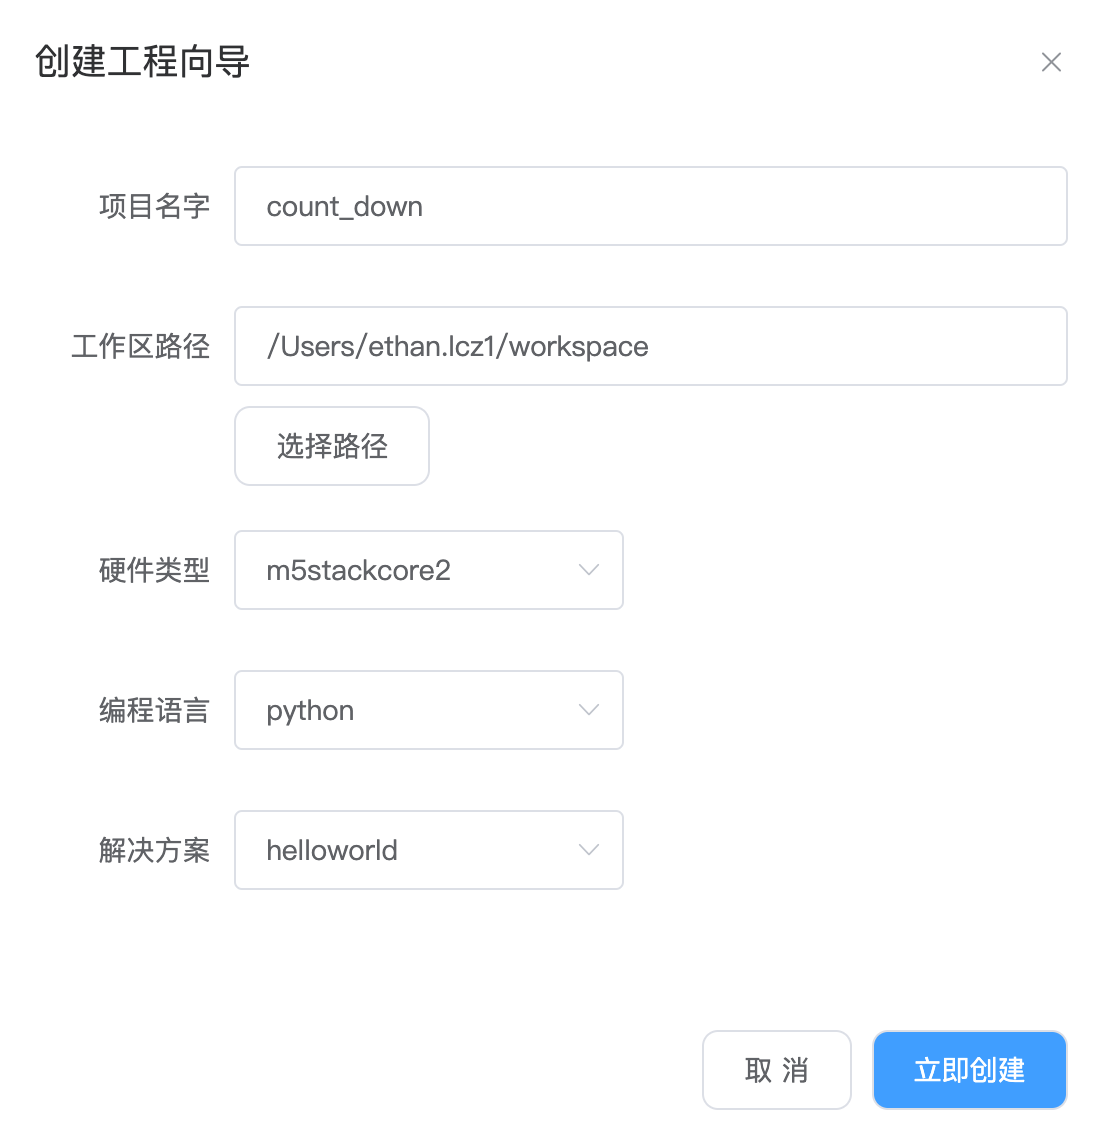 创建工程向导
项目名字 count_down
工作区路径 /Users/ethan.lcz1/workspace
选择路径
硬件类型 m5stackcore2
编程语言 python
解决方案 helloworld
取 消 立即创建